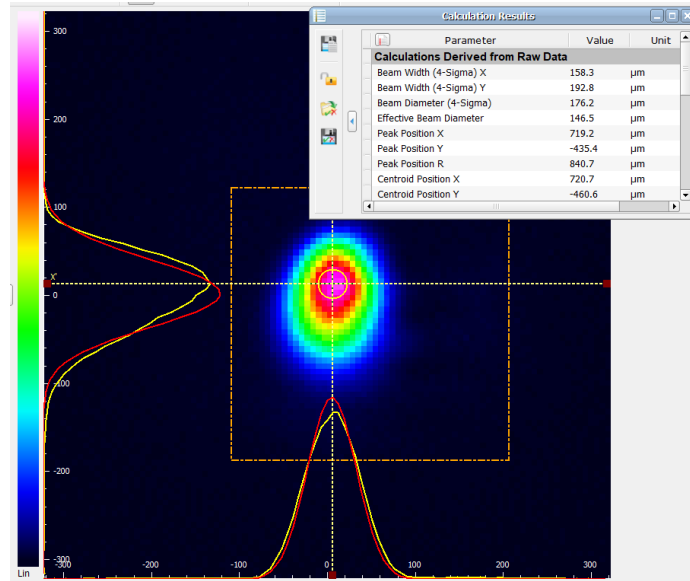 Calculation Results
Parameter Value Unit
Calculations Derived from Raw Data
Beam Width (4-Sigma) X 158.3 µm
Beam Width (4-Sigma) Y 192.8 µm
Beam Diameter (4-Sigma) 176.2 µm
Effective Beam Diameter 146.5 µm
Peak Position X 719.2 µm
Peak Position Y -435.4 µm
Peak Position R 840.7 µm
Centroid Position X 720.7 µm
Centroid Position Y -460.6 µm
300
200
100
0
-100
-200
-300
-300 -200 -100 0 100 200 300
Lin